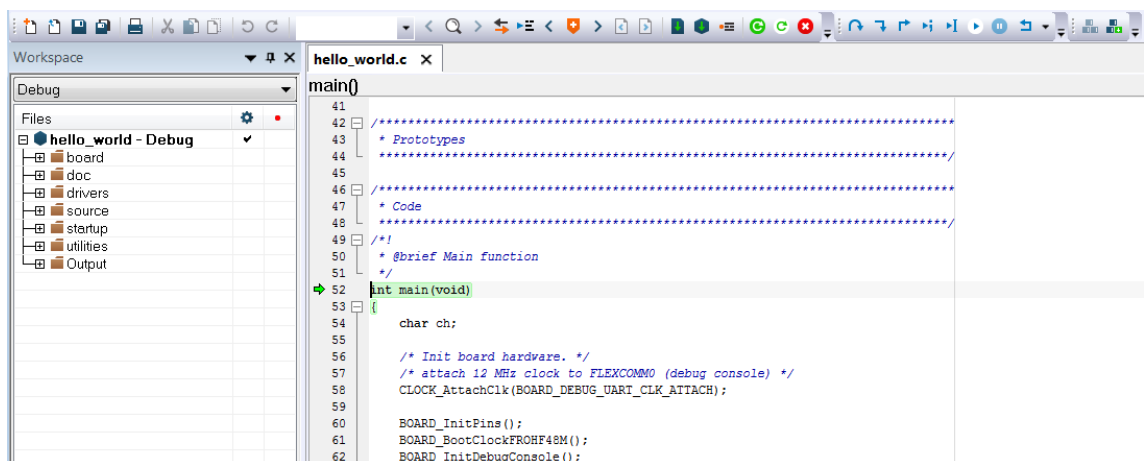 Workspace
Debug
Files
hello_world - Debug
board
doc
drivers
source
startup
utilities
Output
hello_world.c
main()
41
42 /******************************************************************************
43 * Prototypes
44 ******************************************************************************/
45
46 /******************************************************************************
47 * Code
48 ******************************************************************************/
49 /*!
50 * @brief Main function
51 */
52 int main(void)
53 {
54 char ch;
55
56 /* Init board hardware. */
57 /* attach 12 MHz clock to FLEXCOMM0 (debug console) */
58 CLOCK_AttachClk(BOARD_DEBUG_UART_CLK_ATTACH);
59
60 BOARD_InitPins();
61 BOARD_BootClockFROHF48M();
62 BOARD_InitDebugConsole();